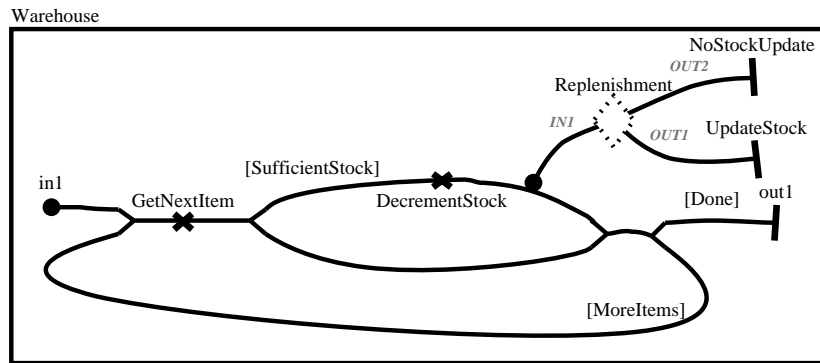 Warehouse
NoStockUpdate
OUT2
Replenishment
IN1
OUT1
UpdateStock
[SufficientStock]
in1
GetNextItem
DecrementStock
[Done]
out1
[MoreItems]